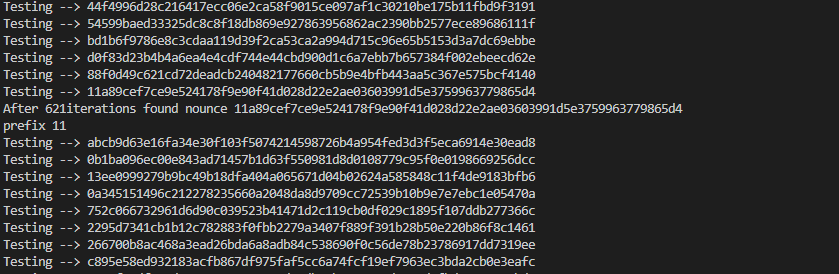 Testing --> 44f4996d28c216417ecc06e2ca58f9015ce097af1c30210be175b11fbd9f3191
Testing --> 54599baed33325dc8c8f18db869e927863956862ac2390bb2577ece89686111f
Testing --> bd1b6f9786e8c3cdaa119d39f2ca53ca2a994d715c96e65b5153d3a7dc69ebbe
Testing --> d0f83d23b4b4a6ea4e4cdf744e44cbd900d1c6a7ebb7b657384f002ebeecd62e
Testing --> 88f0d49c621cd72deadcb240482177660cb5b9e4bfb443aa5c367e575bcf4140
Testing --> 11a89cef7ce9e524178f9e90f41d028d22e2ae03603991d5e3759963779865d4
After 621iterations found nounce 11a89cef7ce9e524178f9e90f41d028d22e2ae03603991d5e3759963779865d4
prefix 11
Testing --> abcb9d63e16fa34e30f103f5074214598726b4a954fed3d3f5eca6914e30ead8
Testing --> 0b1ba096ec00e843ad71457b1d63f550981d8d0108779c95f0e0198669256dcc
Testing --> 13ee0999279b9bc49b18dfa404a065671d04b02624a585848c11f4de9183bfb6
Testing --> 0a345151496c212278235660a2048da8d9709cc72539b10b9e7e7ebc1e05470a
Testing --> 752c066732961d6d90c039523b41471d2c119cb0df029c1895f107ddb277366c
Testing --> 2295d7341cb1b12c782883f0fbb2279a3407f889f391b28b50e220b86f8c1461
Testing --> 266700b8ac468a3ead26bda6a8adb84c538690f0c56de78b23786917dd7319ee
Testing --> c895e58ed932183acfb867df975faf5cc6a74fcf19ef7963ec3bda2cb0e3eafc